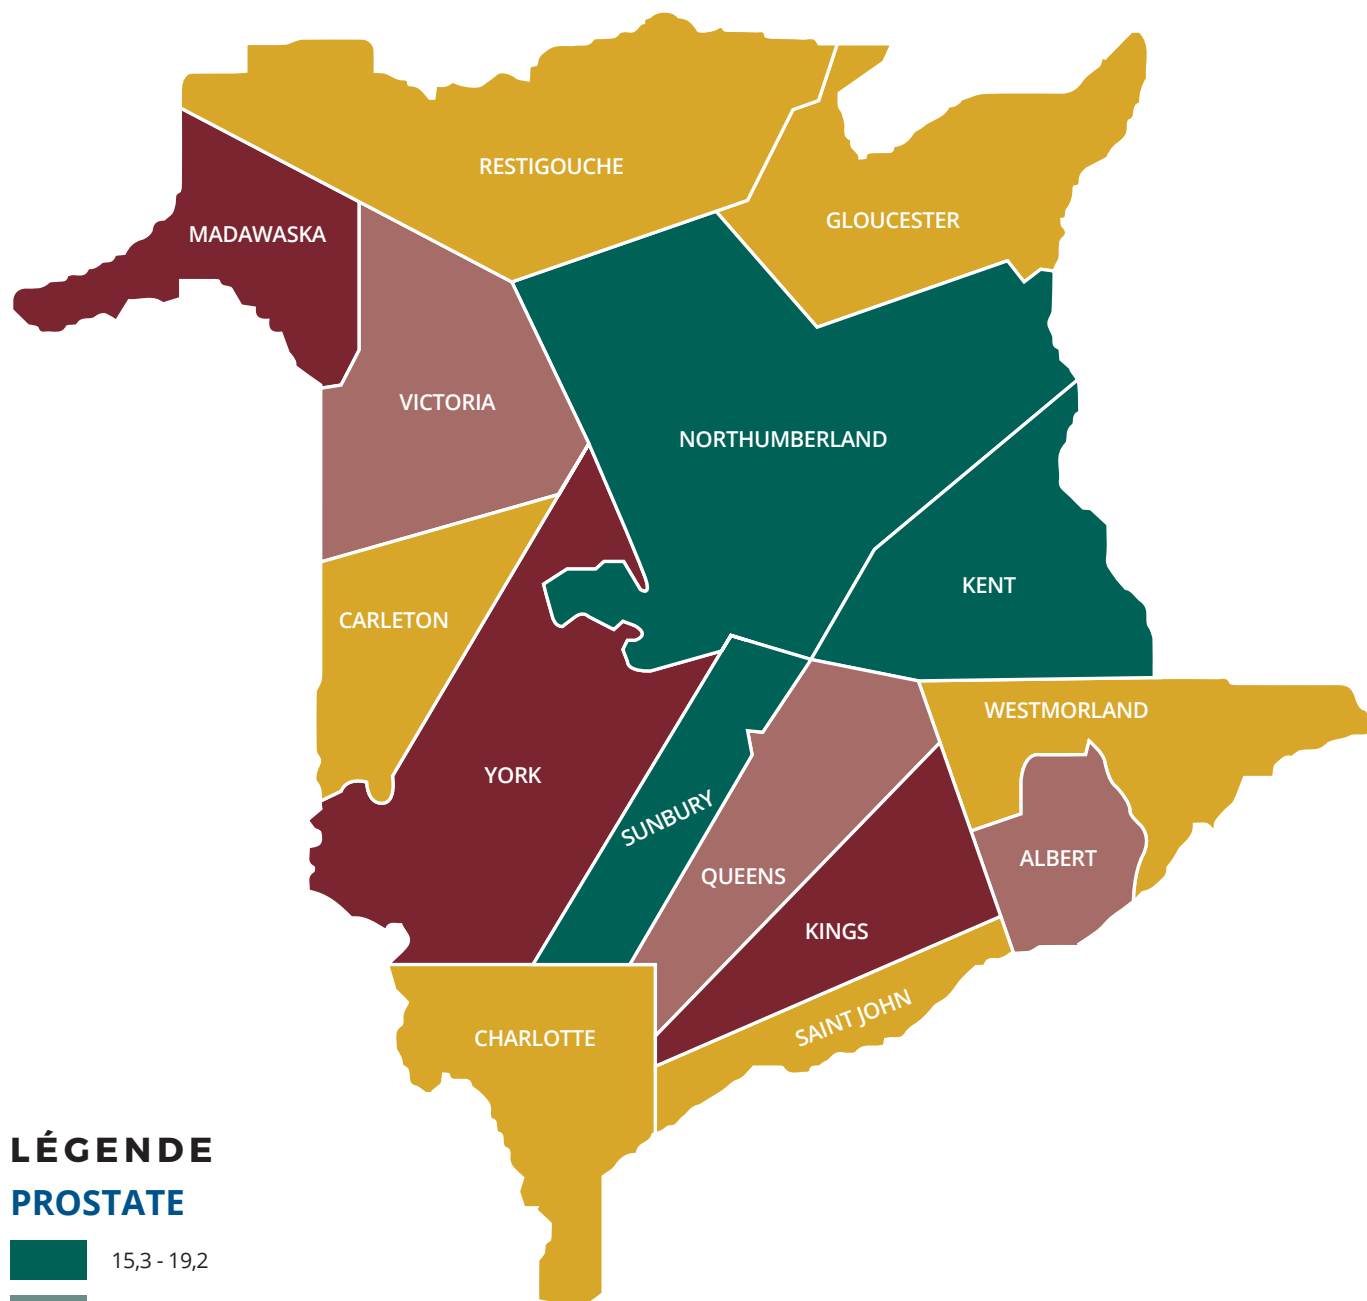 RESTIGOUCHE
GLOUCESTER
MADAWASKA
VICTORIA
NORTHUMBERLAND
KENT
CARLETON
WESTMORLAND
YORK
SUNBURY
ALBERT
QUEENS
KINGS
SAINT JOHN
CHARLOTTE
LÉGENDE
PROSTATE
15,3 - 19,2